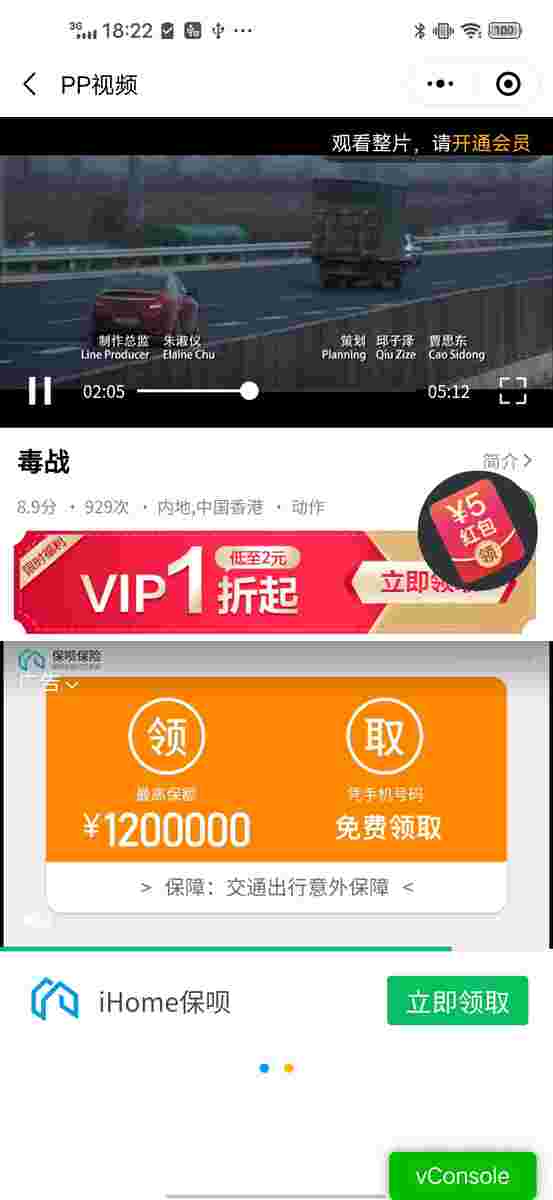 3G 18:22 ··· 100
PP视频
观看整片，请开通会员
制作总监 朱淑仪 策划 邱子泽 曹思东
Line Producer Elaine Chu Planning Qiu Zize Cao Sidong
02:05 05:12
毒战
简介
8.9分 · 929次 · 内地,中国香港 · 动作
¥5
红包
领
限时福利
VIP1折起
低至2元
立即领
保呗保险
广告
领 取
最高保额 凭手机号码
¥1200000 免费领取
> 保障：交通出行意外保障 <
iHome保呗
立即领取
vConsole